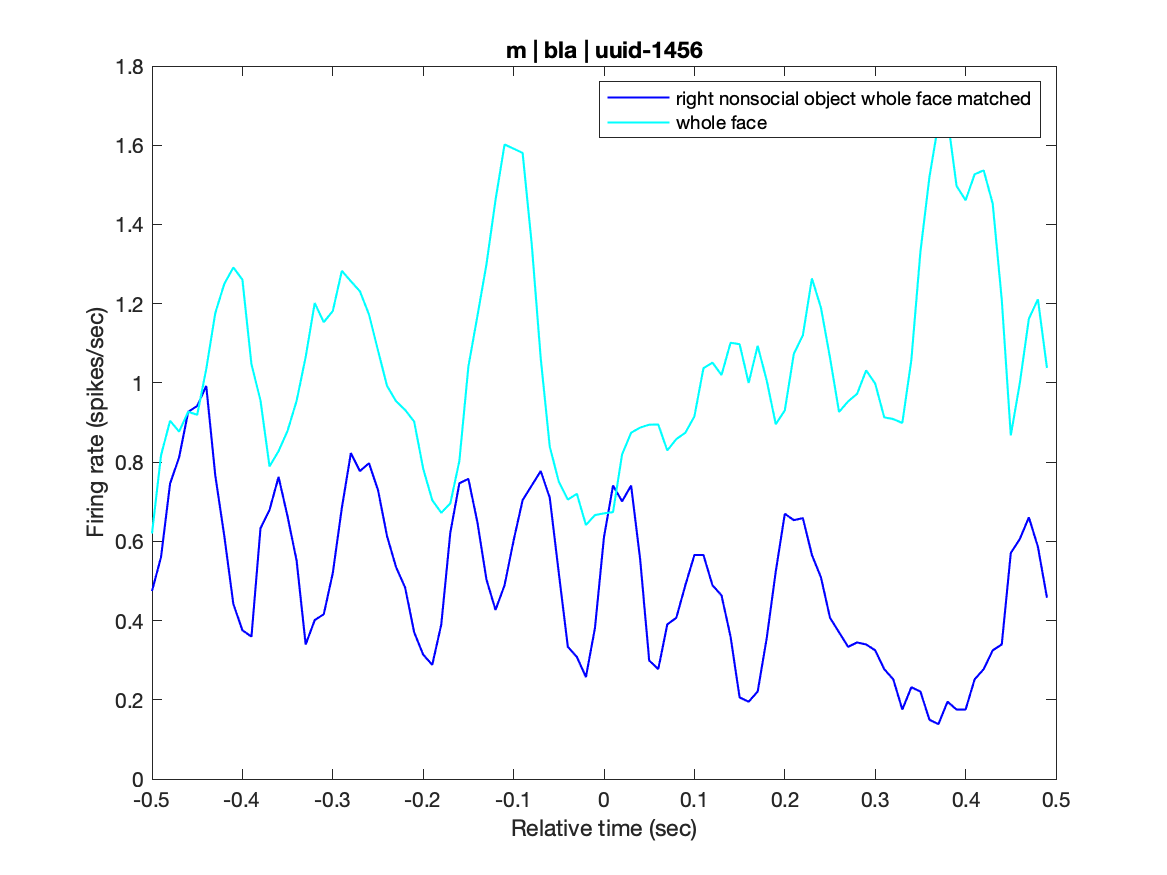 m | bla | uuid-1456
right nonsocial object whole face matched
whole face
Firing rate (spikes/sec)
1.8
1.6
1.4
1.2
1
0.8
0.6
0.4
0.2
0
-0.5 -0.4 -0.3 -0.2 -0.1 0 0.1 0.2 0.3 0.4 0.5
Relative time (sec)